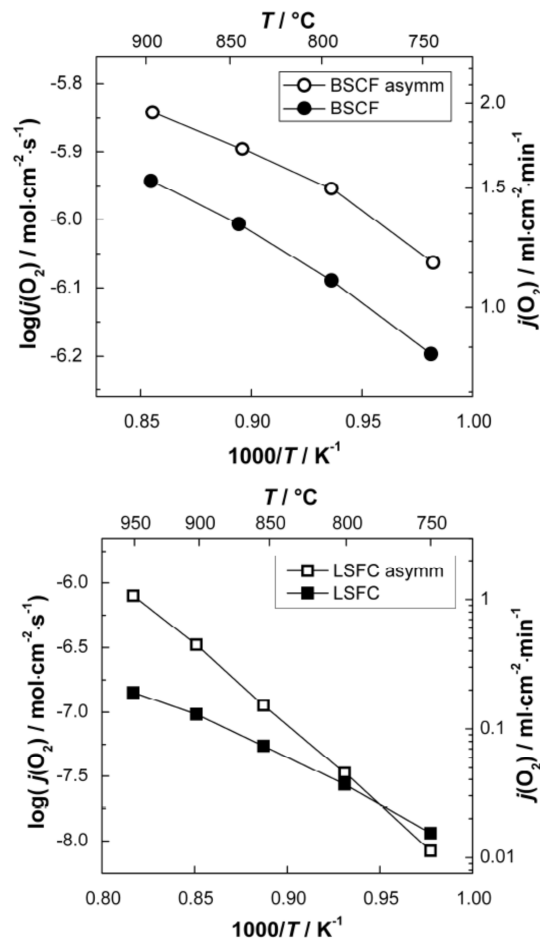 T / °C
900 850 800 750
-5.8
-5.9
-6.0
-6.1
-6.2
log(j(O₂) / mol·cm⁻²·s⁻¹)
BSCF asymm
BSCF
2.0
1.5
1.0
j(O₂) / ml·cm⁻²·min⁻¹
0.85 0.90 0.95 1.00
1000/T / K⁻¹
T / °C
950 900 850 800 750
-6.0
-6.5
-7.0
-7.5
-8.0
log( j(O₂) / mol·cm⁻²·s⁻¹)
LSFC asymm
LSFC
1
0.1
0.01
j(O₂) / ml·cm⁻²·min⁻¹
0.80 0.85 0.90 0.95 1.00
1000/T / K⁻¹